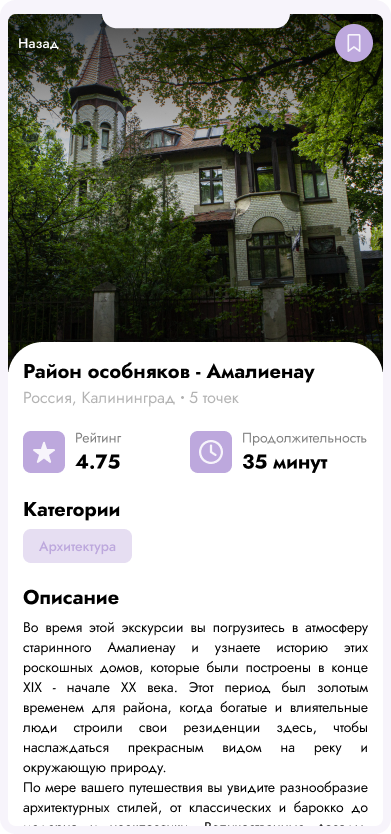 Назад
Район особняков - Амалиенау
Россия, Калининград • 5 точек
Рейтинг
4.75
Продолжительность
35 минут
Категории
Архитектура
Описание
Во время этой экскурсии вы погрузитесь в атмосферу
старинного Амалиенау и узнаете историю этих
роскошных домов, которые были построены в конце
XIX - начале XX века. Этот период был золотым
временем для района, когда богатые и влиятельные
люди строили свои резиденции здесь, чтобы
наслаждаться прекрасным видом на реку и
окружающую природу.
По мере вашего путешествия вы увидите разнообразие
архитектурных стилей, от классических и барокко до